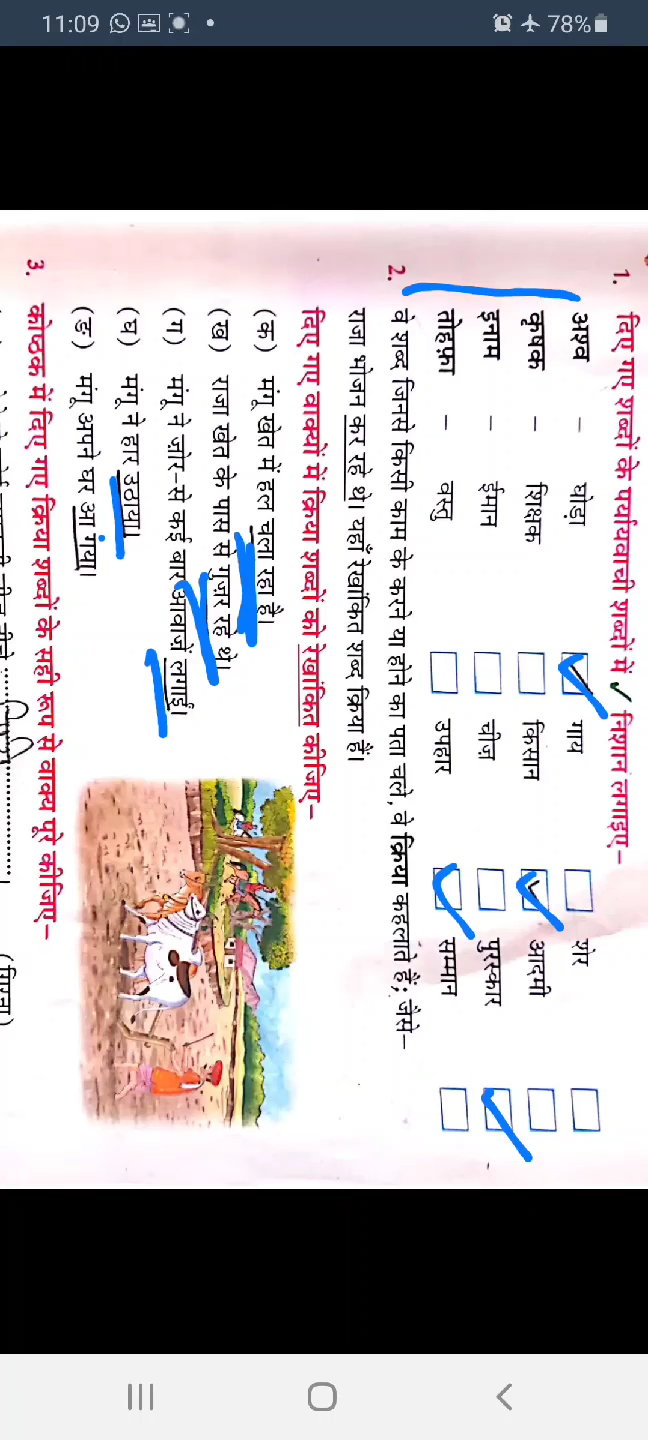 11:09
78%
1. दिए गए शब्दों के पर्यायवाची शब्दों में ✓ निशान लगाइए–
अश्व – घोड़ा ☑ गाय ☐ शेर ☐
कृषक – शिक्षक ☐ किसान ☑ आदमी ☐
इनाम – ईमान ☐ चीज़ ☐ पुरस्कार ☑
तोहफ़ा – वस्तु ☐ उपहार ☑ सम्मान ☐
2. वे शब्द जिनसे किसी काम के करने या होने का पता चले, वे क्रिया कहलाते हैं; जैसे–
राजा भोजन कर रहे थे। यहाँ रेखांकित शब्द क्रिया हैं।
दिए गए वाक्यों में क्रिया शब्दों को रेखांकित कीजिए–
(क) मंगू खेत में हल चला रहा है।
(ख) राजा खेत के पास से गुजर रहे थे।
(ग) मंगू ने ज़ोर-से कई बार आवाजें लगाईं।
(घ) मंगू ने हार उठाया।
(ङ) मंगू अपने घर आ गया।
3. कोष्ठक में दिए गए क्रिया शब्दों के सही रूप से वाक्य पूरे कीजिए–